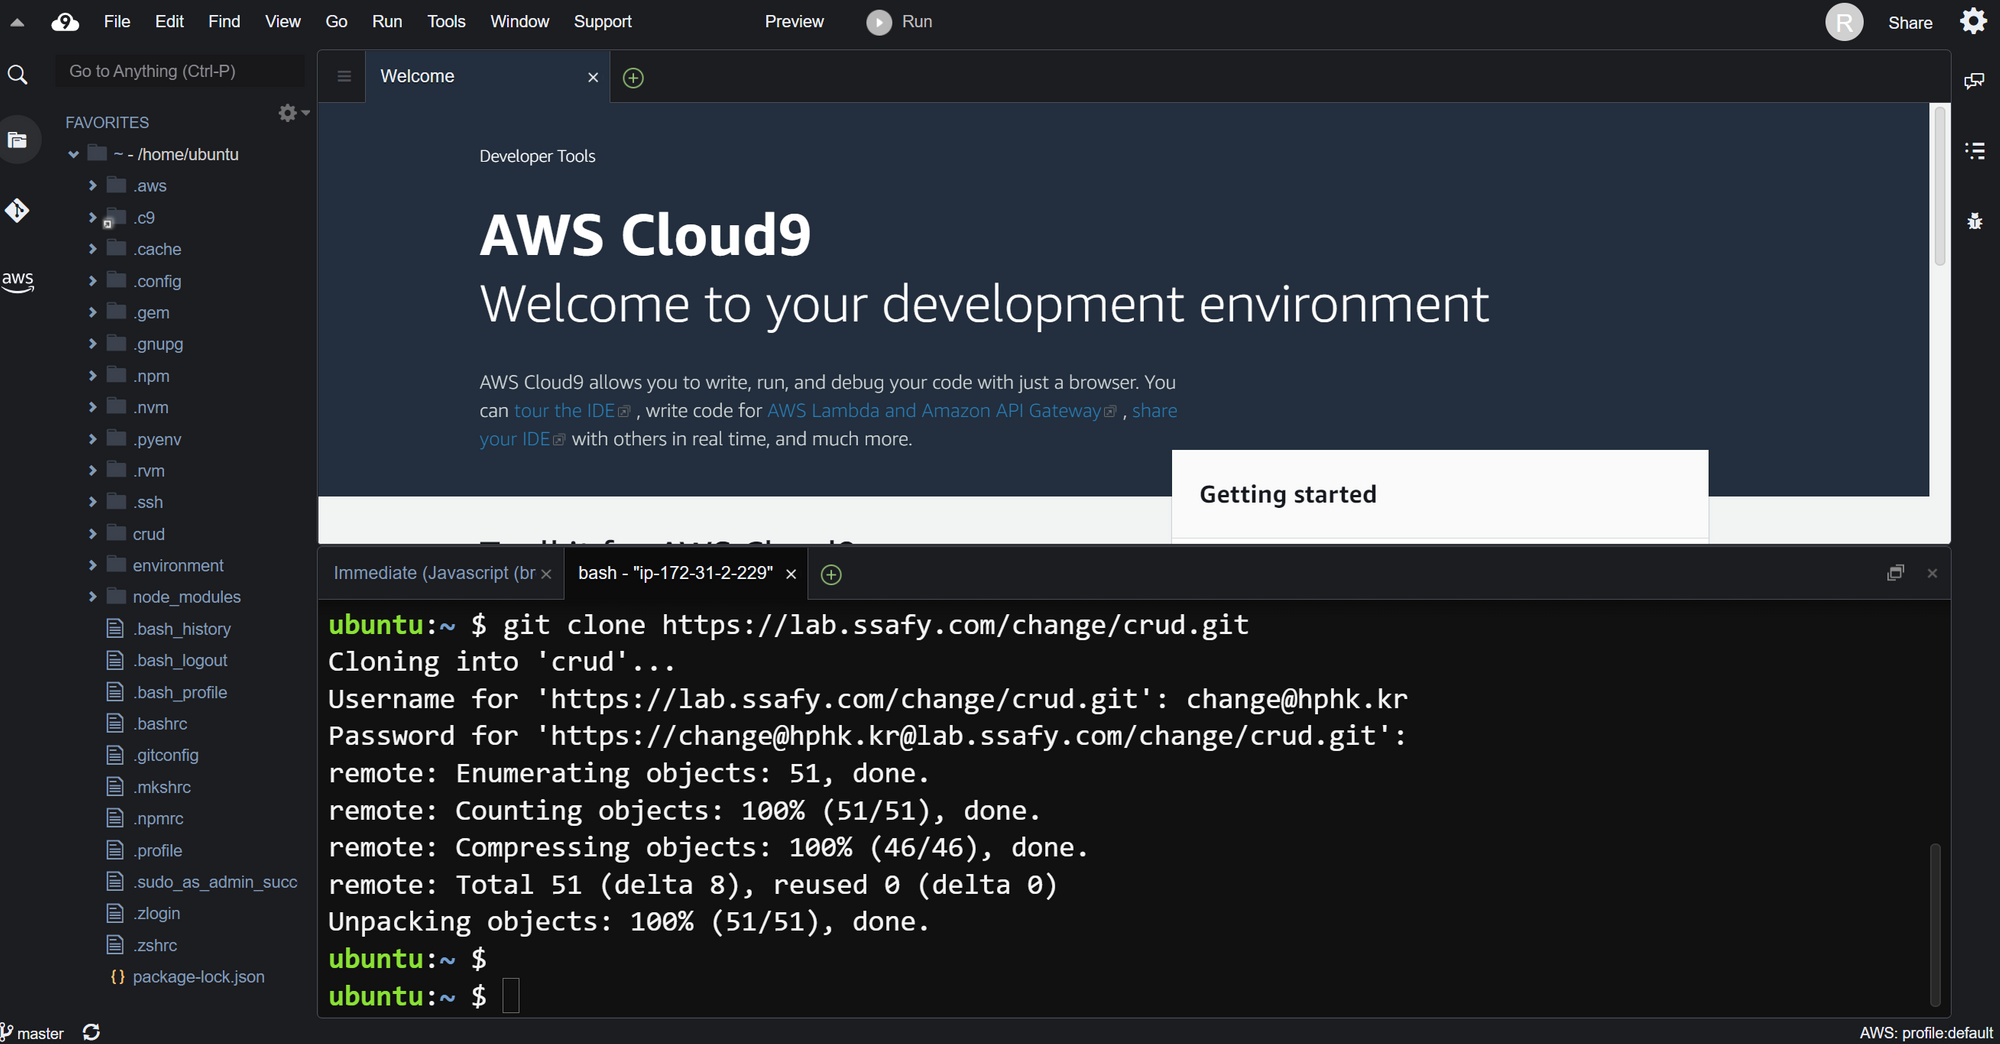 File Edit Find View Go Run Tools Window Support Preview Run R Share
Go to Anything (Ctrl-P)
Welcome
FAVORITES
~ - /home/ubuntu
.aws
.c9
.cache
.config
.gem
.gnupg
.npm
.nvm
.pyenv
.rvm
.ssh
crud
environment
node_modules
.bash_history
.bash_logout
.bash_profile
.bashrc
.gitconfig
.mkshrc
.npmrc
.profile
.sudo_as_admin_succ
.zlogin
.zshrc
package-lock.json
aws
Developer Tools
AWS Cloud9
Welcome to your development environment
AWS Cloud9 allows you to write, run, and debug your code with just a browser. You
can tour the IDE , write code for AWS Lambda and Amazon API Gateway , share
your IDE with others in real time, and much more.
Getting started
Toolkit for AWS Cloud9
Immediate (Javascript (br
bash - "ip-172-31-2-229"
ubuntu:~ $ git clone https://lab.ssafy.com/change/crud.git
Cloning into 'crud'...
Username for 'https://lab.ssafy.com/change/crud.git': change@hphk.kr
Password for 'https://change@hphk.kr@lab.ssafy.com/change/crud.git':
remote: Enumerating objects: 51, done.
remote: Counting objects: 100% (51/51), done.
remote: Compressing objects: 100% (46/46), done.
remote: Total 51 (delta 8), reused 0 (delta 0)
Unpacking objects: 100% (51/51), done.
ubuntu:~ $
ubuntu:~ $
master
AWS: profile:default